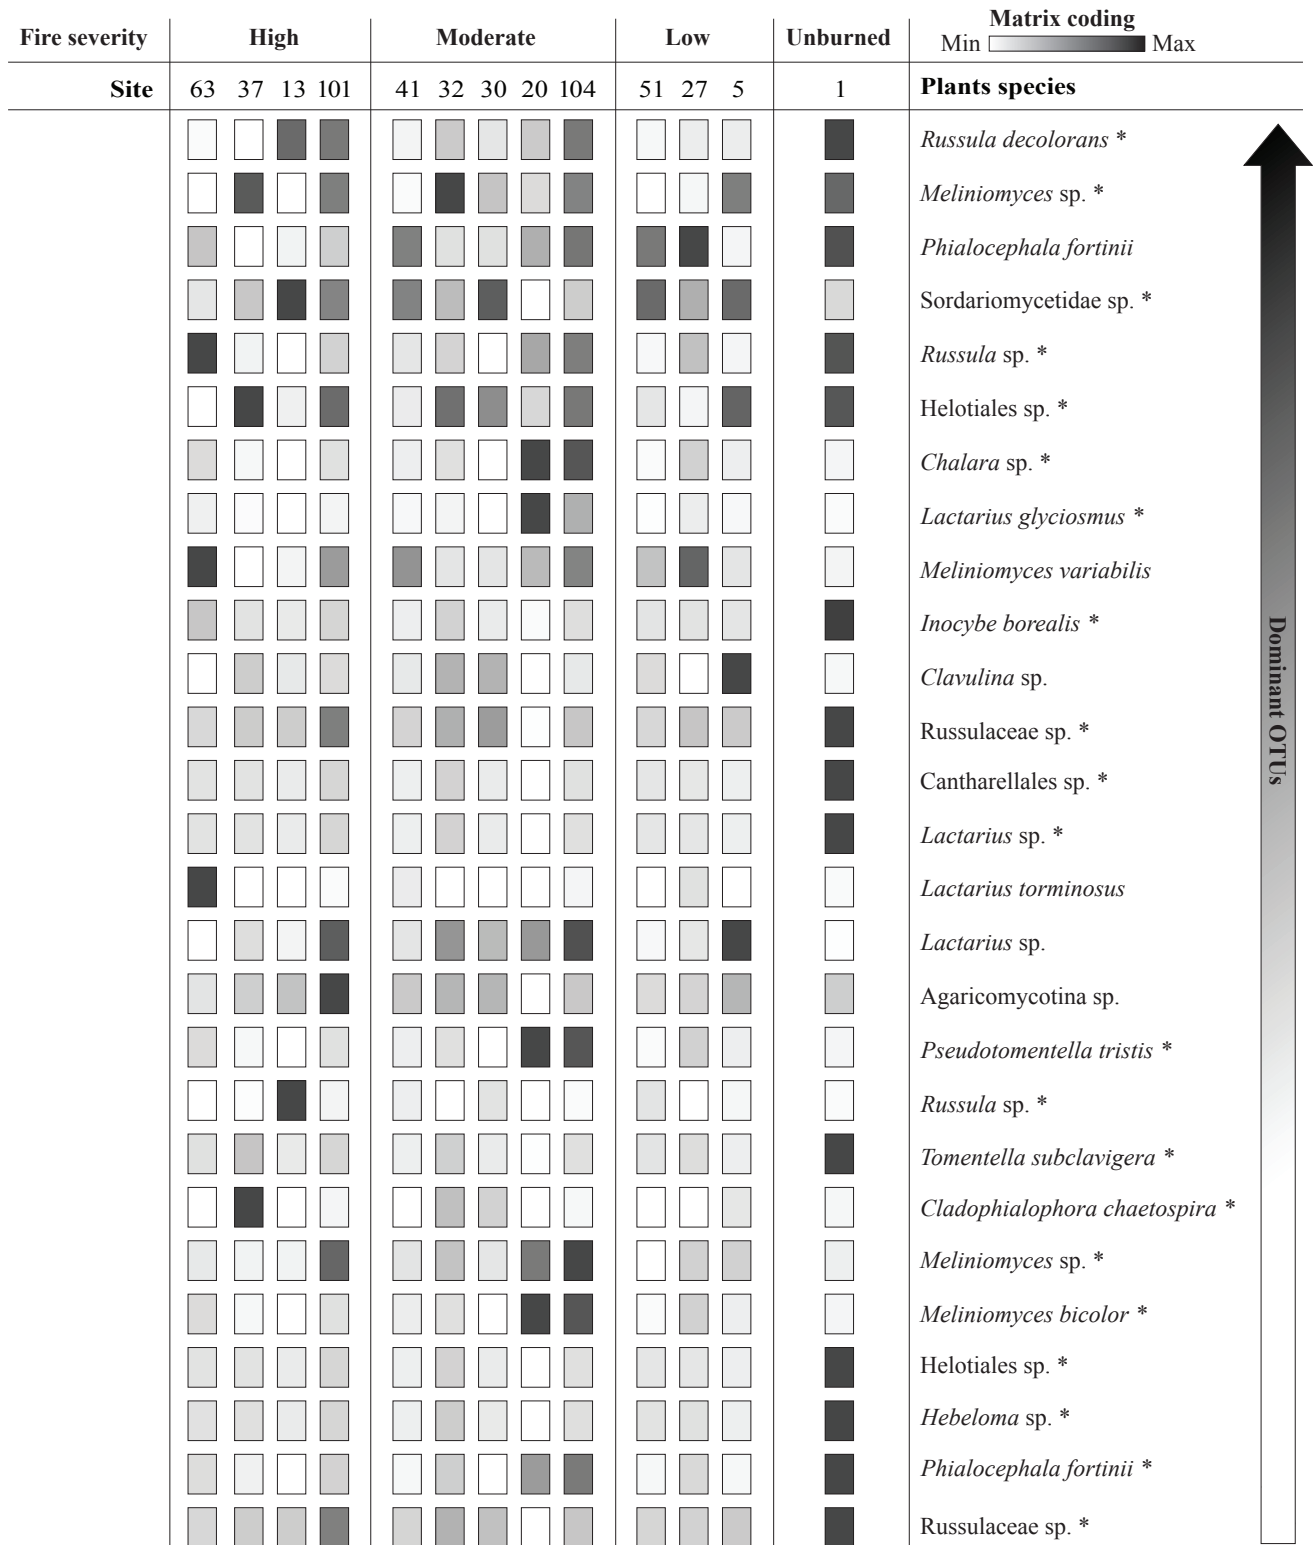 Matrix coding
Fire severity High Moderate Low Unburned Min Max
Site 63 37 13 101 41 32 30 20 104 51 27 5 1 Plants species
Russula decolorans *
Meliniomyces sp. *
Phialocephala fortinii
Sordariomycetidae sp. *
Russula sp. *
Helotiales sp. *
Chalara sp. *
Lactarius glyciosmus *
Meliniomyces variabilis
Inocybe borealis *
Clavulina sp.
Russulaceae sp. *
Cantharellales sp. *
Lactarius sp. *
Lactarius torminosus
Lactarius sp.
Agaricomycotina sp.
Pseudotomentella tristis *
Russula sp. *
Tomentella subclavigera *
Cladophialophora chaetospira *
Meliniomyces sp. *
Meliniomyces bicolor *
Helotiales sp. *
Hebeloma sp. *
Phialocephala fortinii *
Russulaceae sp. *
Dominant OTUs